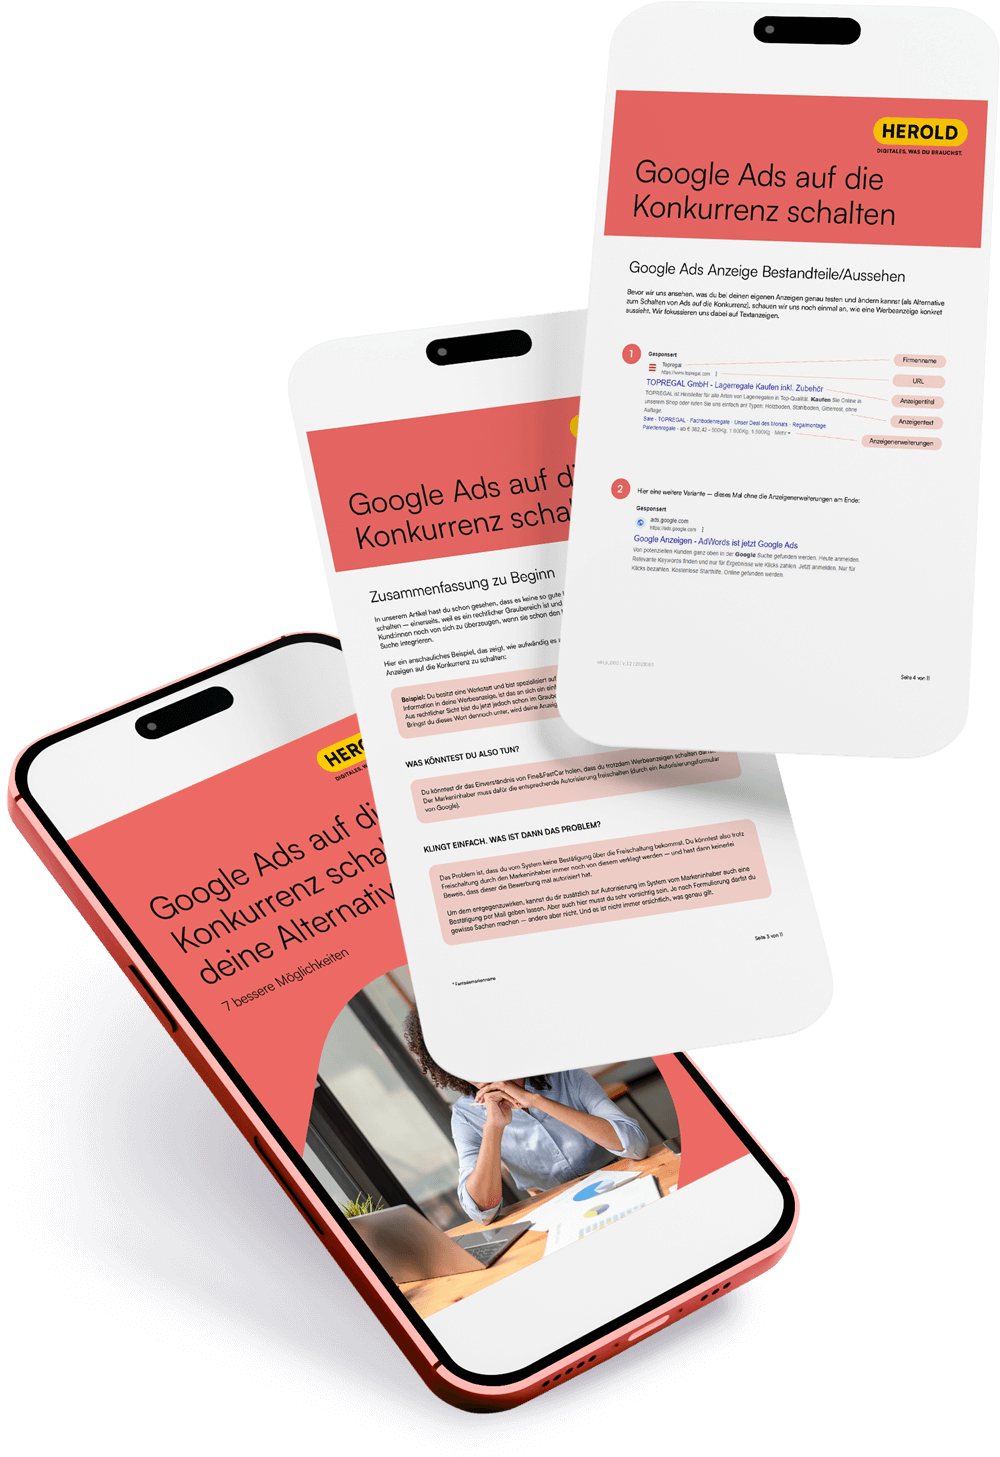 HEROLD
DIGITALES, WAS DU BRAUCHST.
Google Ads auf die
Konkurrenz schalten
Google Ads Anzeige Bestandteile/Aussehen
Bevor wir uns ansehen, was du bei deinen eigenen Anzeigen genau testen und ändern kannst (als Alternative
zum Schalten von Ads auf die Konkurrenz), schauen wir uns noch einmal an, wie eine Werbeanzeige konkret
aussieht. Wir fokussieren uns dabei auf Textanzeigen.
1
Gesponsert
Topregal
https://www.topregal.com
TOPREGAL GmbH - Lagerregale Kaufen inkl. Zubehör
TOPREGAL ist Hersteller für alle Arten von Lagerregalen in Top-Qualität. Kaufen Sie Online in
unserem Shop oder rufen Sie uns einfach an! Typen: Holzboden, Stahlboden, Gitterrost, ohne
Auflage.
Sale - TOPREGAL · Fachbodenregale · Unser Deal des Monats · Regalmontage
Palettenregale - ab € 382,42 - 500Kg, 1.000Kg, 1.500Kg · Mehr
Firmenname
URL
Anzeigentitel
Anzeigentext
Anzeigenerweiterungen
2
Hier eine weitere Variante – dieses Mal ohne die Anzeigenerweiterungen am Ende:
Gesponsert
ads.google.com
https://ads.google.com
Google Anzeigen - AdWords ist jetzt Google Ads
Von potenziellen Kunden ganz oben in der Google Suche gefunden werden. Heute anmelden.
Relevante Keywords finden und nur für Ergebnisse wie Klicks zahlen. Jetzt anmelden. Nur für
Klicks bezahlen. Kostenlose Starthilfe. Online gefunden werden.
Seite 4 von 11
Google Ads auf di
Konkurrenz scha
Zusammenfassung zu Beginn
In unserem Artikel hast du schon gesehen, dass es keine so gute
schalten – einerseits, weil es ein rechtlicher Graubereich ist und
Kund:innen noch von sich zu überzeugen, wenn sie schon den
Suche integrieren.
Hier ein anschauliches Beispiel, das zeigt, wie aufwändig es
Anzeigen auf die Konkurrenz zu schalten:
Beispiel: Du besitzt eine Werkstatt und bist spezialisiert auf
Information in deine Werbeanzeige, ist das an sich ein einf
Aus rechtlicher Sicht bist du jetzt jedoch schon im Graube
Bringst du dieses Wort dennoch unter, wird deine Anzeig
WAS KÖNNTEST DU ALSO TUN?
Du könntest dir das Einverständnis von Fine&FastCar holen, dass du trotzdem Werbeanzeigen schalten darfst.
Der Markeninhaber muss dafür die entsprechende Autorisierung freischalten (durch ein Autorisierungsformular
von Google).
KLINGT EINFACH. WAS IST DANN DAS PROBLEM?
Das Problem ist, dass du vom System keine Bestätigung über die Freischaltung bekommst. Du könntest also trotz
Freischaltung durch den Markeninhaber immer noch von diesem verklagt werden – und hast dann keinerlei
Beweis, dass dieser die Bewerbung mal autorisiert hat.
Um dem entgegenzuwirken, kannst du dir zusätzlich zur Autorisierung im System vom Markeninhaber auch eine
Bestätigung per Mail geben lassen. Aber auch hier musst du sehr vorsichtig sein. Je nach Formulierung darfst du
gewisse Sachen machen – andere aber nicht. Und es ist nicht immer ersichtlich, was genau gilt.
Seite 3 von 11
* Fantasiemarkenname
HERO
DIGITALES, W
Google Ads auf di
Konkurrenz schal
deine Alternativ
7 bessere Möglichkeiten